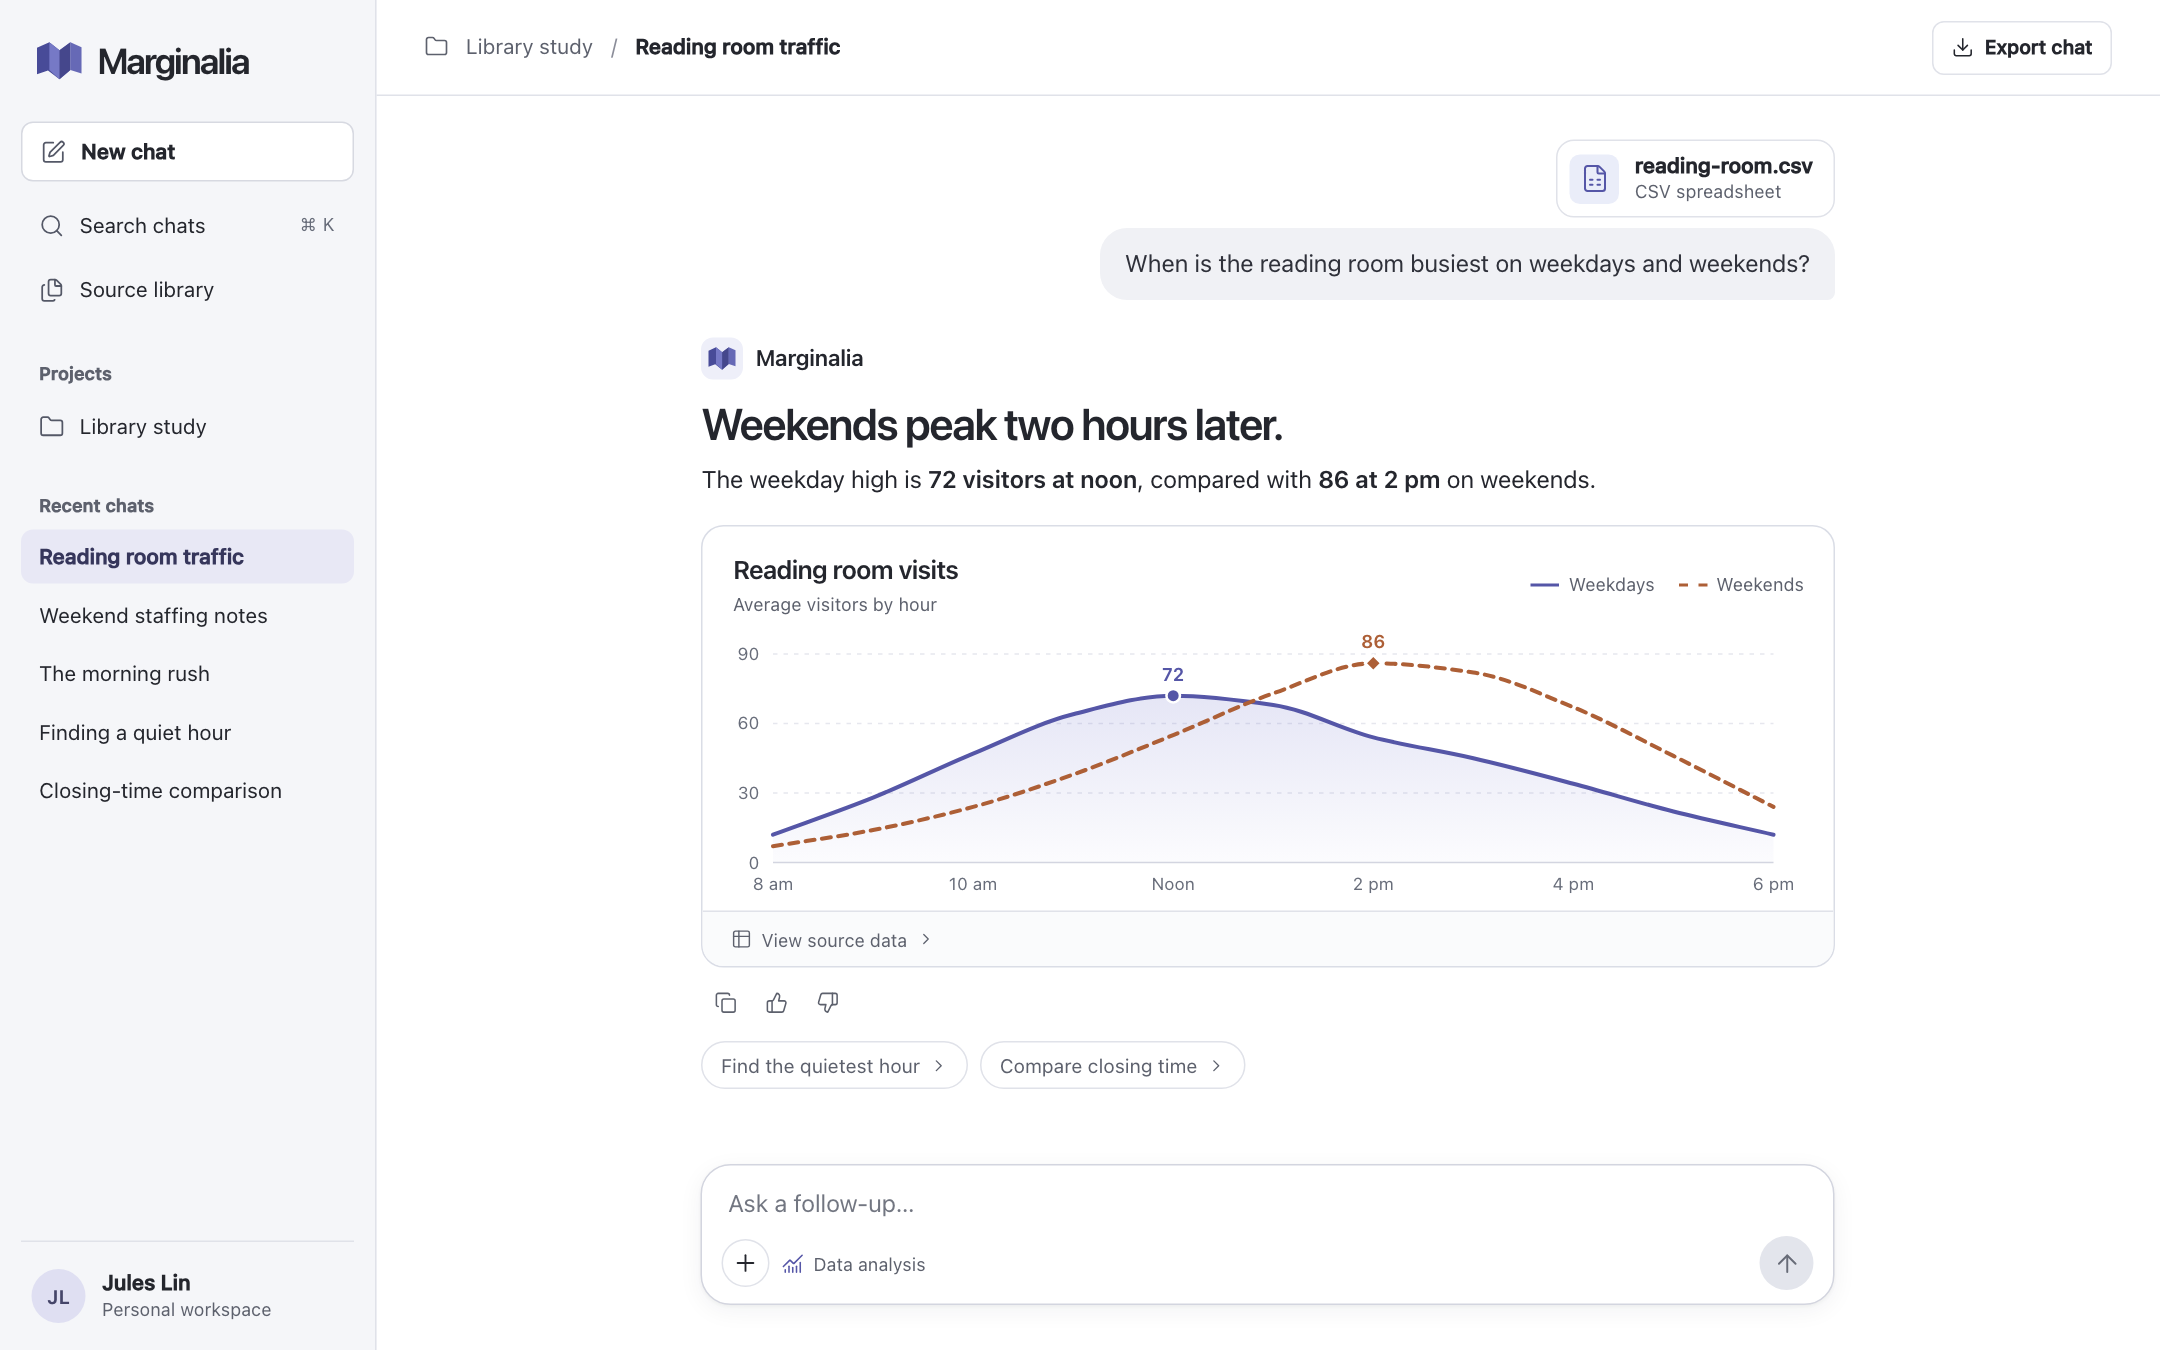 Marginalia
New chat
Search chats ⌘ K
Source library
Projects
Library study
Recent chats
Reading room traffic
Weekend staffing notes
The morning rush
Finding a quiet hour
Closing-time comparison
JL
Jules Lin
Personal workspace
Library study / Reading room traffic
Export chat
reading-room.csv
CSV spreadsheet
When is the reading room busiest on weekdays and weekends?
Marginalia
Weekends peak two hours later.
The weekday high is 72 visitors at noon, compared with 86 at 2 pm on weekends.
Reading room visits
Average visitors by hour
Weekdays Weekends
86
90
72
60
30
0
8 am 10 am Noon 2 pm 4 pm 6 pm
View source data
Find the quietest hour
Compare closing time
Ask a follow-up...
Data analysis